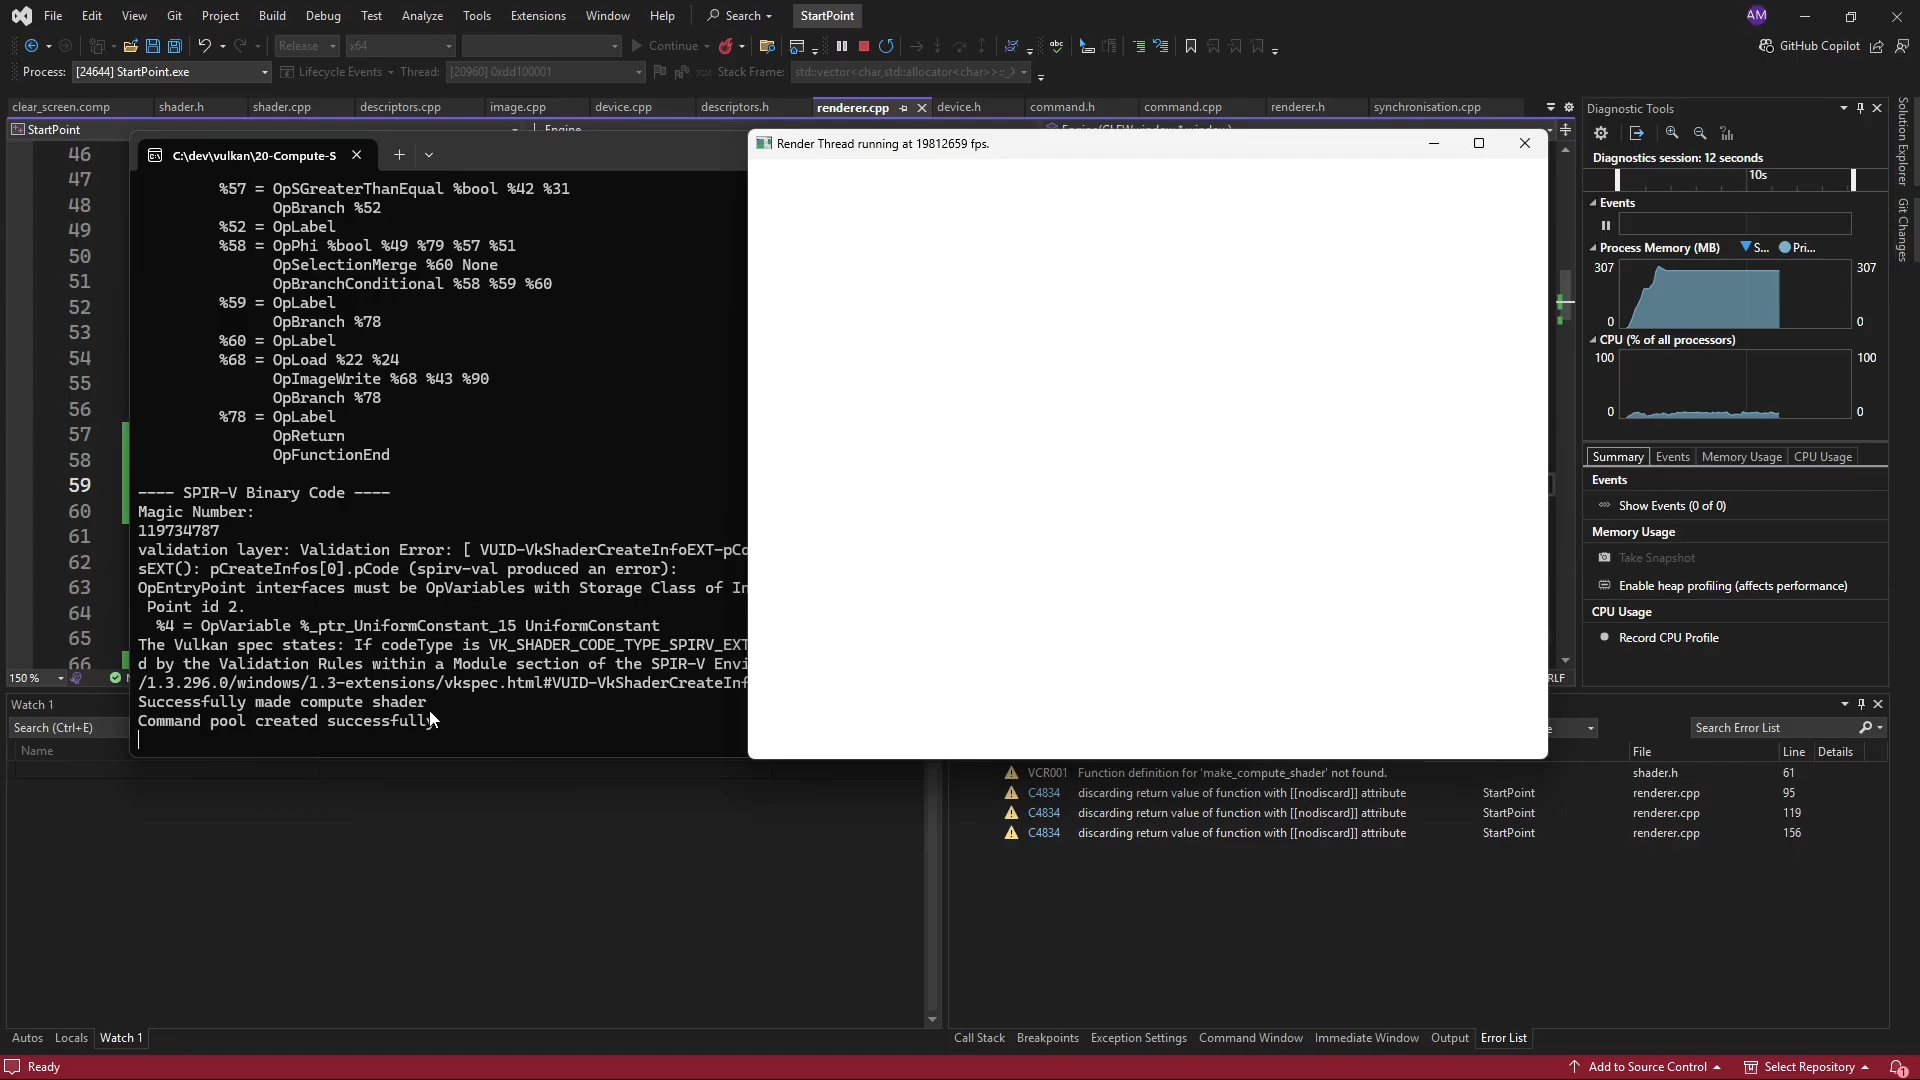 File Edit View Git Project Build Debug Test Analyze Tools Extensions Window Help Search StartPoint AM
Release x64 Continue GitHub Copilot
Process: [24644] StartPoint.exe Lifecycle Events Thread: [20960] 0xdd100001 Stack Frame: std::vector<char,std::allocator<char>>::
clear_screen.comp shader.h shader.cpp descriptors.cpp image.cpp device.cpp descriptors.h renderer.cpp device.h command.h command.cpp renderer.h synchronisation.cpp
StartPoint Engine Engine(GLFWwindow * window)
46
47
48
49
50
51
52
53
54
55
56
57
58
59
60
61
62
63
64
65
66
150 %
RLF
C:\dev\vulkan\20-Compute-S
%57 = OpSGreaterThanEqual %bool %42 %31
OpBranch %52
%52 = OpLabel
%58 = OpPhi %bool %49 %79 %57 %51
OpSelectionMerge %60 None
OpBranchConditional %58 %59 %60
%59 = OpLabel
OpBranch %78
%60 = OpLabel
%68 = OpLoad %22 %24
OpImageWrite %68 %43 %90
OpBranch %78
%78 = OpLabel
OpReturn
OpFunctionEnd
---- SPIR-V Binary Code ----
Magic Number:
119734787
validation layer: Validation Error: [ VUID-VkShaderCreateInfoEXT-pCo
sEXT(): pCreateInfos[0].pCode (spirv-val produced an error):
OpEntryPoint interfaces must be OpVariables with Storage Class of In
Point id 2.
%4 = OpVariable %_ptr_UniformConstant_15 UniformConstant
The Vulkan spec states: If codeType is VK_SHADER_CODE_TYPE_SPIRV_EXT
d by the Validation Rules within a Module section of the SPIR-V Envi
/1.3.296.0/windows/1.3-extensions/vkspec.html#VUID-VkShaderCreateInf
Successfully made compute shader
Command pool created successfully
Render Thread running at 19812659 fps.
Diagnostic Tools
Diagnostics session: 12 seconds
10s
Events
Process Memory (MB) S... Pri...
307 307
0 0
CPU (% of all processors)
100 100
0 0
Summary Events Memory Usage CPU Usage
Events
Show Events (0 of 0)
Memory Usage
Take Snapshot
Enable heap profiling (affects performance)
CPU Usage
Record CPU Profile
Solution Explorer
Git Changes
Watch 1
Search (Ctrl+E)
Name
Autos Locals Watch 1
e Search Error List
File Line Details
VCR001 Function definition for 'make_compute_shader' not found. shader.h 61
C4834 discarding return value of function with [[nodiscard]] attribute StartPoint renderer.cpp 95
C4834 discarding return value of function with [[nodiscard]] attribute StartPoint renderer.cpp 119
C4834 discarding return value of function with [[nodiscard]] attribute StartPoint renderer.cpp 156
Call Stack Breakpoints Exception Settings Command Window Immediate Window Output Error List
Ready Add to Source Control Select Repository 1